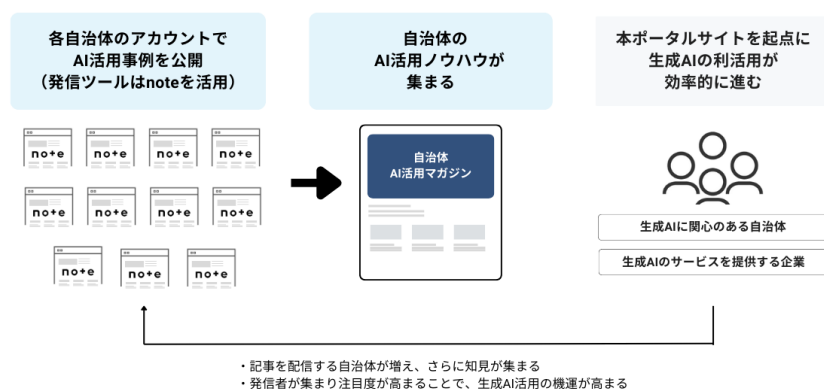 各自治体のアカウントで
AI活用事例を公開
（発信ツールはnoteを活用）
自治体の
AI活用ノウハウが
集まる
本ポータルサイトを起点に
生成AIの利活用が
効率的に進む
note
note
note
note
note
note
note
note
note
note
note
自治体
AI活用マガジン
生成AIに関心のある自治体
生成AIのサービスを提供する企業
・記事を配信する自治体が増え、さらに知見が集まる
・発信者が集まり注目度が高まることで、生成AI活用の機運が高まる